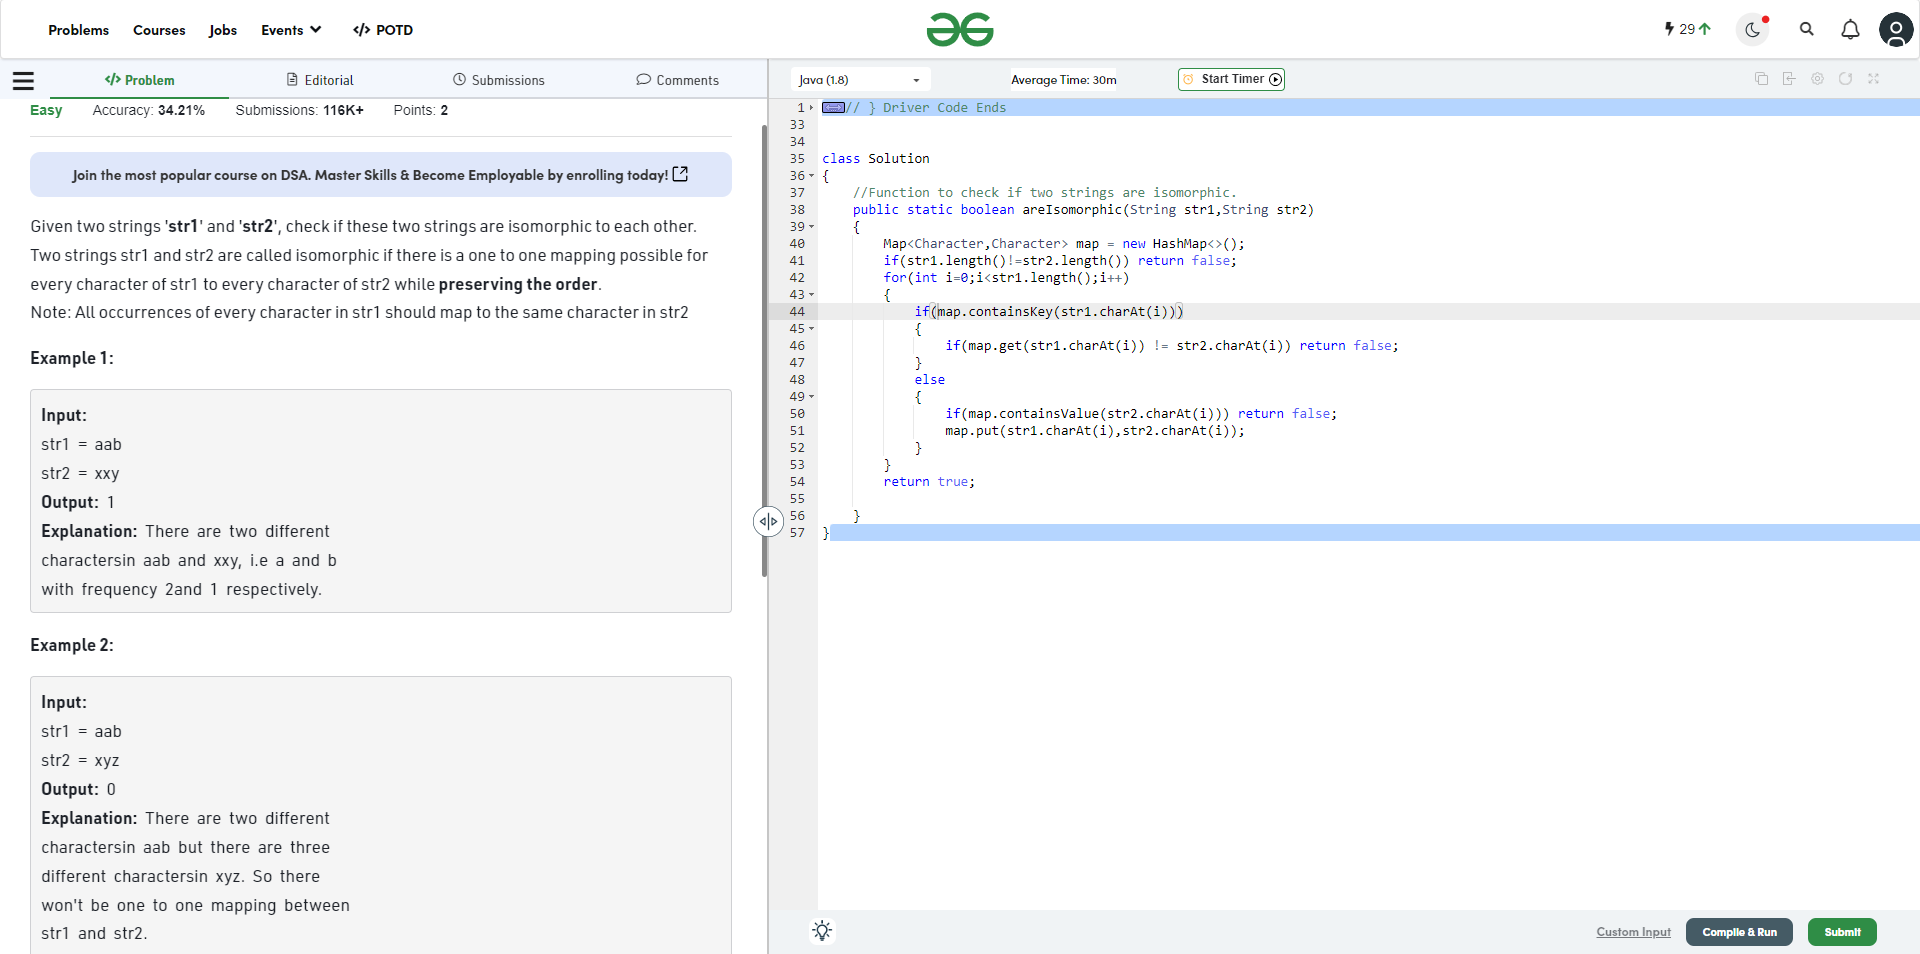 Problems Courses Jobs Events </> POTD
29
</> Problem Editorial Submissions Comments
Easy Accuracy: 34.21% Submissions: 116K+ Points: 2
Join the most popular course on DSA. Master Skills & Become Employable by enrolling today!
Given two strings 'str1' and 'str2', check if these two strings are isomorphic to each other.
Two strings str1 and str2 are called isomorphic if there is a one to one mapping possible for
every character of str1 to every character of str2 while preserving the order.
Note: All occurrences of every character in str1 should map to the same character in str2
Example 1:
Input:
str1 = aab
str2 = xxy
Output: 1
Explanation: There are two different
charactersin aab and xxy, i.e a and b
with frequency 2and 1 respectively.
Example 2:
Input:
str1 = aab
str2 = xyz
Output: 0
Explanation: There are two different
charactersin aab but there are three
different charactersin xyz. So there
won't be one to one mapping between
str1 and str2.
Java (1.8) Average Time: 30m Start Timer
1 // } Driver Code Ends
33
34
35 class Solution
36 {
37 //Function to check if two strings are isomorphic.
38 public static boolean areIsomorphic(String str1,String str2)
39 {
40 Map<Character,Character> map = new HashMap<>();
41 if(str1.length()!=str2.length()) return false;
42 for(int i=0;i<str1.length();i++)
43 {
44 if(map.containsKey(str1.charAt(i)))
45 {
46 if(map.get(str1.charAt(i)) != str2.charAt(i)) return false;
47 }
48 else
49 {
50 if(map.containsValue(str2.charAt(i))) return false;
51 map.put(str1.charAt(i),str2.charAt(i));
52 }
53 }
54 return true;
55
56 }
57 }
Custom Input Compile & Run Submit